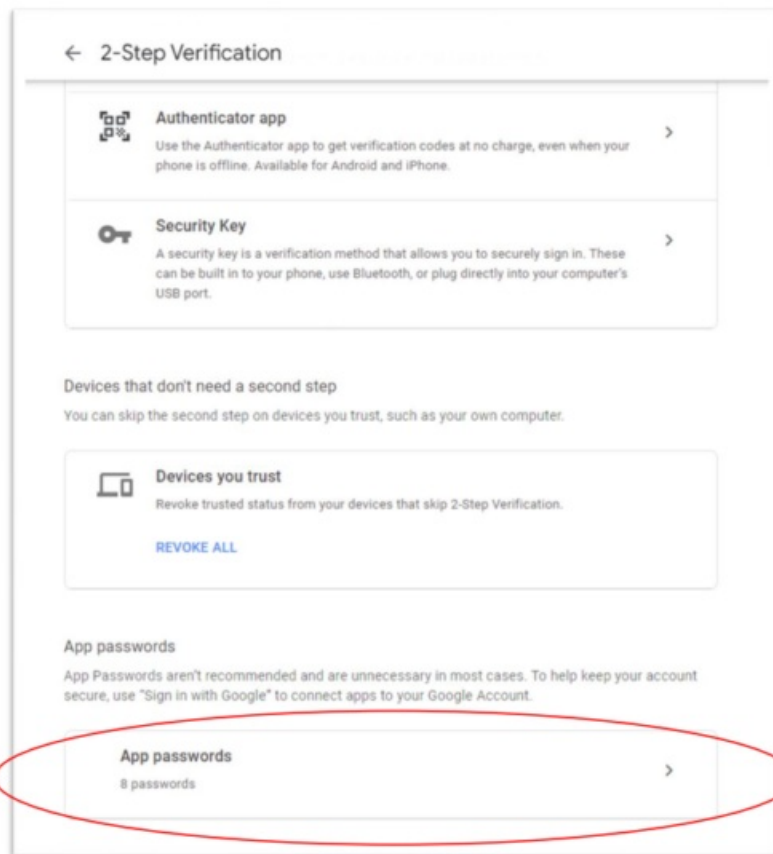 2-Step Verification
Authenticator app
Use the Authenticator app to get verification codes at no charge, even when your
phone is offline. Available for Android and iPhone.
Security Key
A security key is a verification method that allows you to securely sign in. These
can be built in to your phone, use Bluetooth, or plug directly into your computer's
USB port.
Devices that don't need a second step
You can skip the second step on devices you trust, such as your own computer.
Devices you trust
Revoke trusted status from your devices that skip 2-Step Verification.
REVOKE ALL
App passwords
App Passwords aren't recommended and are unnecessary in most cases. To help keep your account
secure, use "Sign in with Google" to connect apps to your Google Account.
App passwords
8 passwords